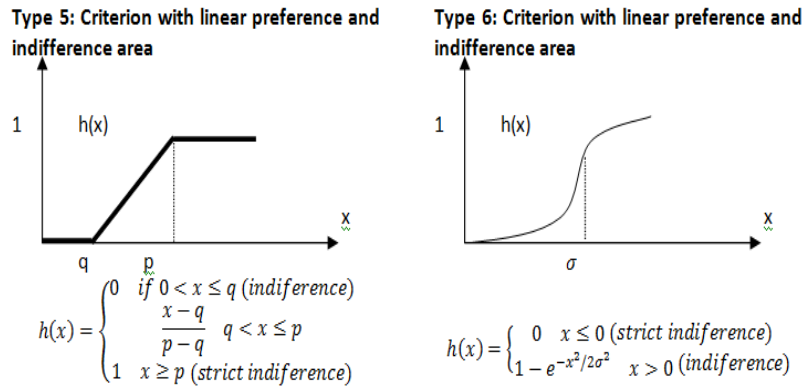 Type 5: Criterion with linear preference and
indifference area
1
h(x)
x
q
p
h(x) = {0 if 0 < x ≤ q (indiference)
x − q
p − q
q < x ≤ p
1 x ≥ p (strict indiference)
Type 6: Criterion with linear preference and
indifference area
1
h(x)
x
σ
h(x) = { 0 x ≤ 0 (strict indiference)
1 − e^{−x²/2σ²} x > 0 (indiference)